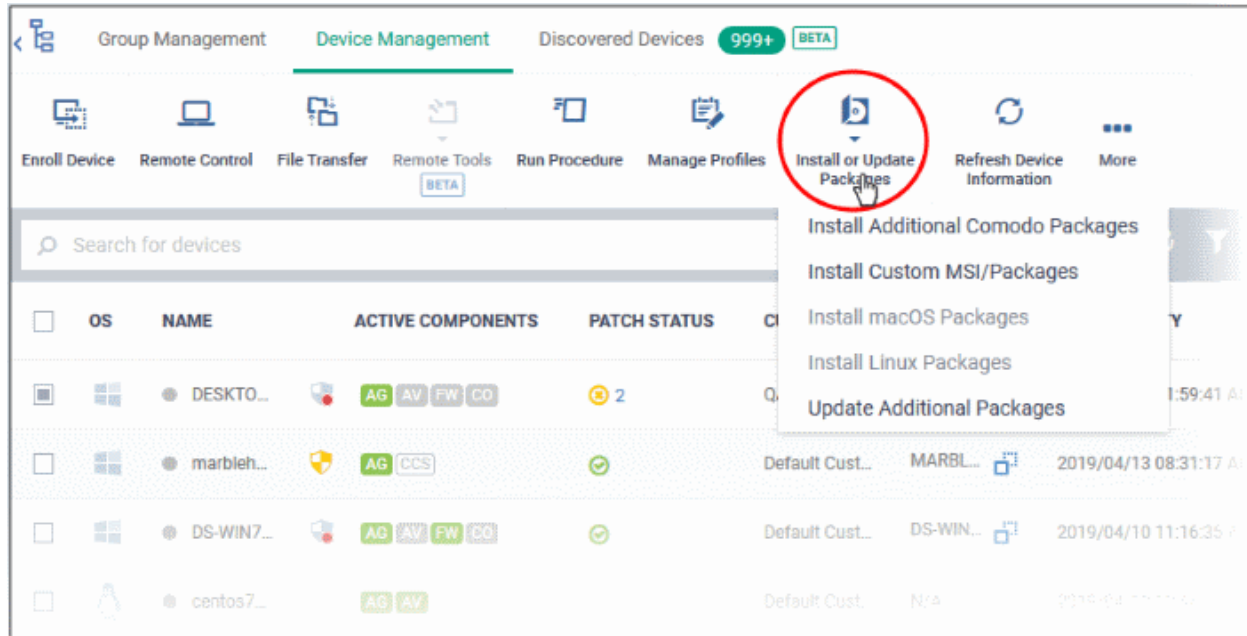 Group Management Device Management Discovered Devices 999+ BETA
Enroll Device Remote Control File Transfer Remote Tools Run Procedure Manage Profiles Install or Update Packages Refresh Device Information More
BETA
Search for devices
Install Additional Comodo Packages
Install Custom MSI/Packages
Install macOS Packages
Install Linux Packages
Update Additional Packages
OS NAME ACTIVE COMPONENTS PATCH STATUS
DESKTO... AG AV FW CO 2 1:59:41
marbleh... AG CCS Default Cust... MARBL... 2019/04/13 08:31:17
DS-WIN7... AG AV FW CO Default Cust... DS-WIN... 2019/04/10 11:16:35
centos7... AG AV Default Cust. N/A